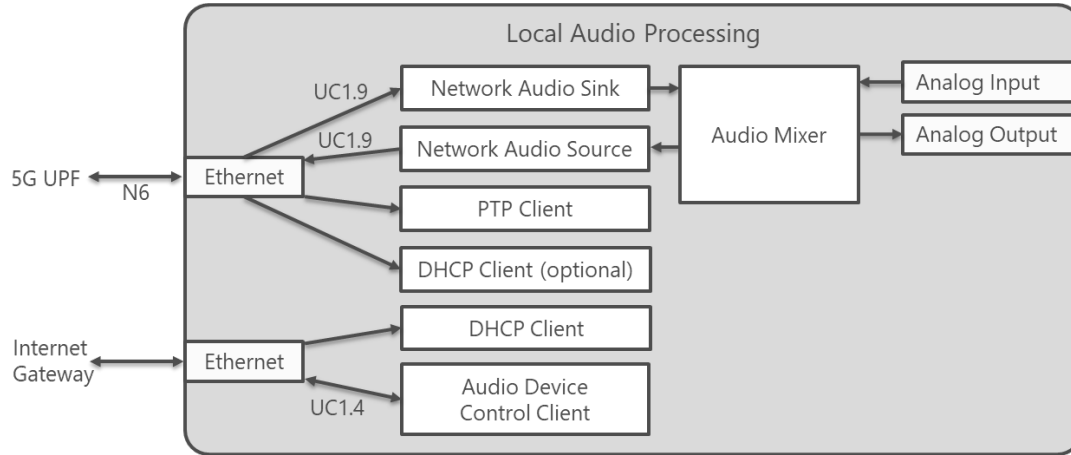 Local Audio Processing
UC1.9
Network Audio Sink
Analog Input
UC1.9
Network Audio Source
Audio Mixer
Analog Output
5G UPF
N6
Ethernet
PTP Client
DHCP Client (optional)
DHCP Client
Internet
Gateway
Ethernet
UC1.4
Audio Device
Control Client